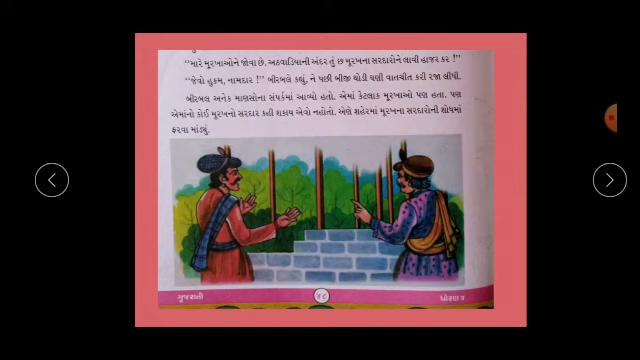 "મારે મૂરખાઓને જોવા છે. અઠવાડિયાની અંદર તું છ મૂરખના સરદારોને લાવી હાજર કર !"
"જેવો હુકમ, નામદાર !" બીરબલે કહ્યું, ને પછી બીજી થોડી ઘણી વાતચીત કરી રજા લીધી.
બીરબલ અનેક માણસોના સંપર્કમાં આવ્યો હતો. એમાં કેટલાક મૂરખાઓ પણ હતા. પણ
એમાંનો કોઈ મૂરખનો સરદાર કહી શકાય એવો નહોતો. એણે શહેરમાં મૂરખના સરદારોની શોધમાં
ફરવા માંડ્યું.
ગુજરાતી
૪૮
ધોરણ